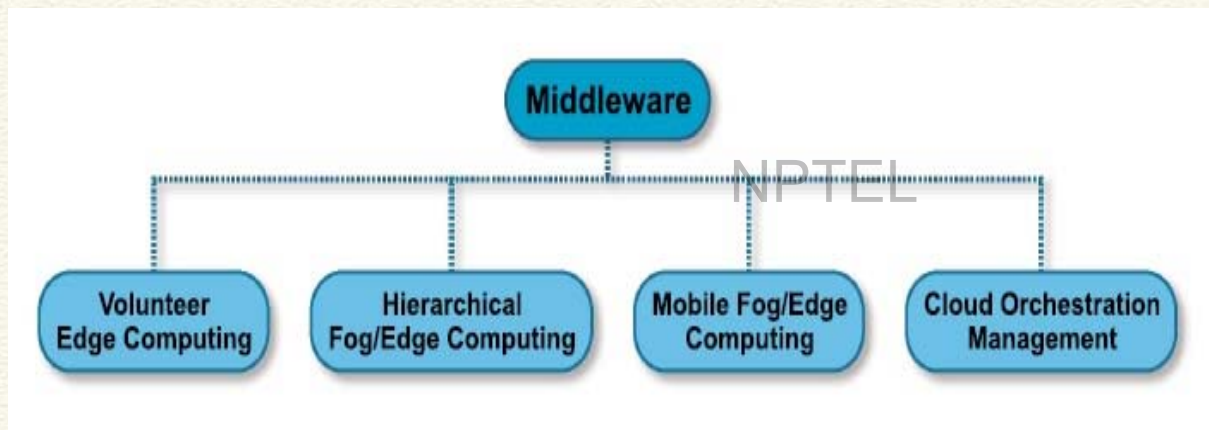 Middleware
NPTEL
Volunteer
Edge Computing
Hierarchical
Fog/Edge Computing
Mobile Fog/Edge
Computing
Cloud Orchestration
Management